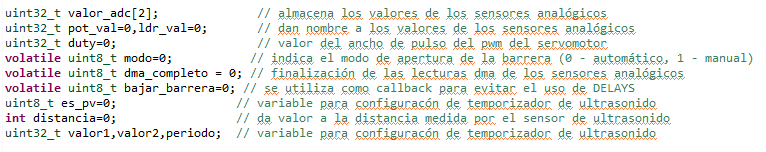 uint32_t valor_adc[2]; // almacena los valores de los sensores analógicos
uint32_t pot_val=0,ldr_val=0; // dan nombre a los valores de los sensores analógicos
uint32_t duty=0; // valor del ancho de pulso del pwm del servomotor
volatile uint8_t modo=0; // indica el modo de apertura de la barrera (0 - automático, 1 - manual)
volatile uint8_t dma_completo = 0; // finalización de las lecturas dma de los sensores analógicos
volatile uint8_t bajar_barrera=0; // se utiliza como callback para evitar el uso de DELAYS
uint8_t es_pv=0; // variable para configuracón de temporizador de ultrasonido
int distancia=0; // da valor a la distancia medida por el sensor de ultrasonido
uint32_t valor1,valor2,periodo; // variable para configuracón de temporizador de ultrasonido